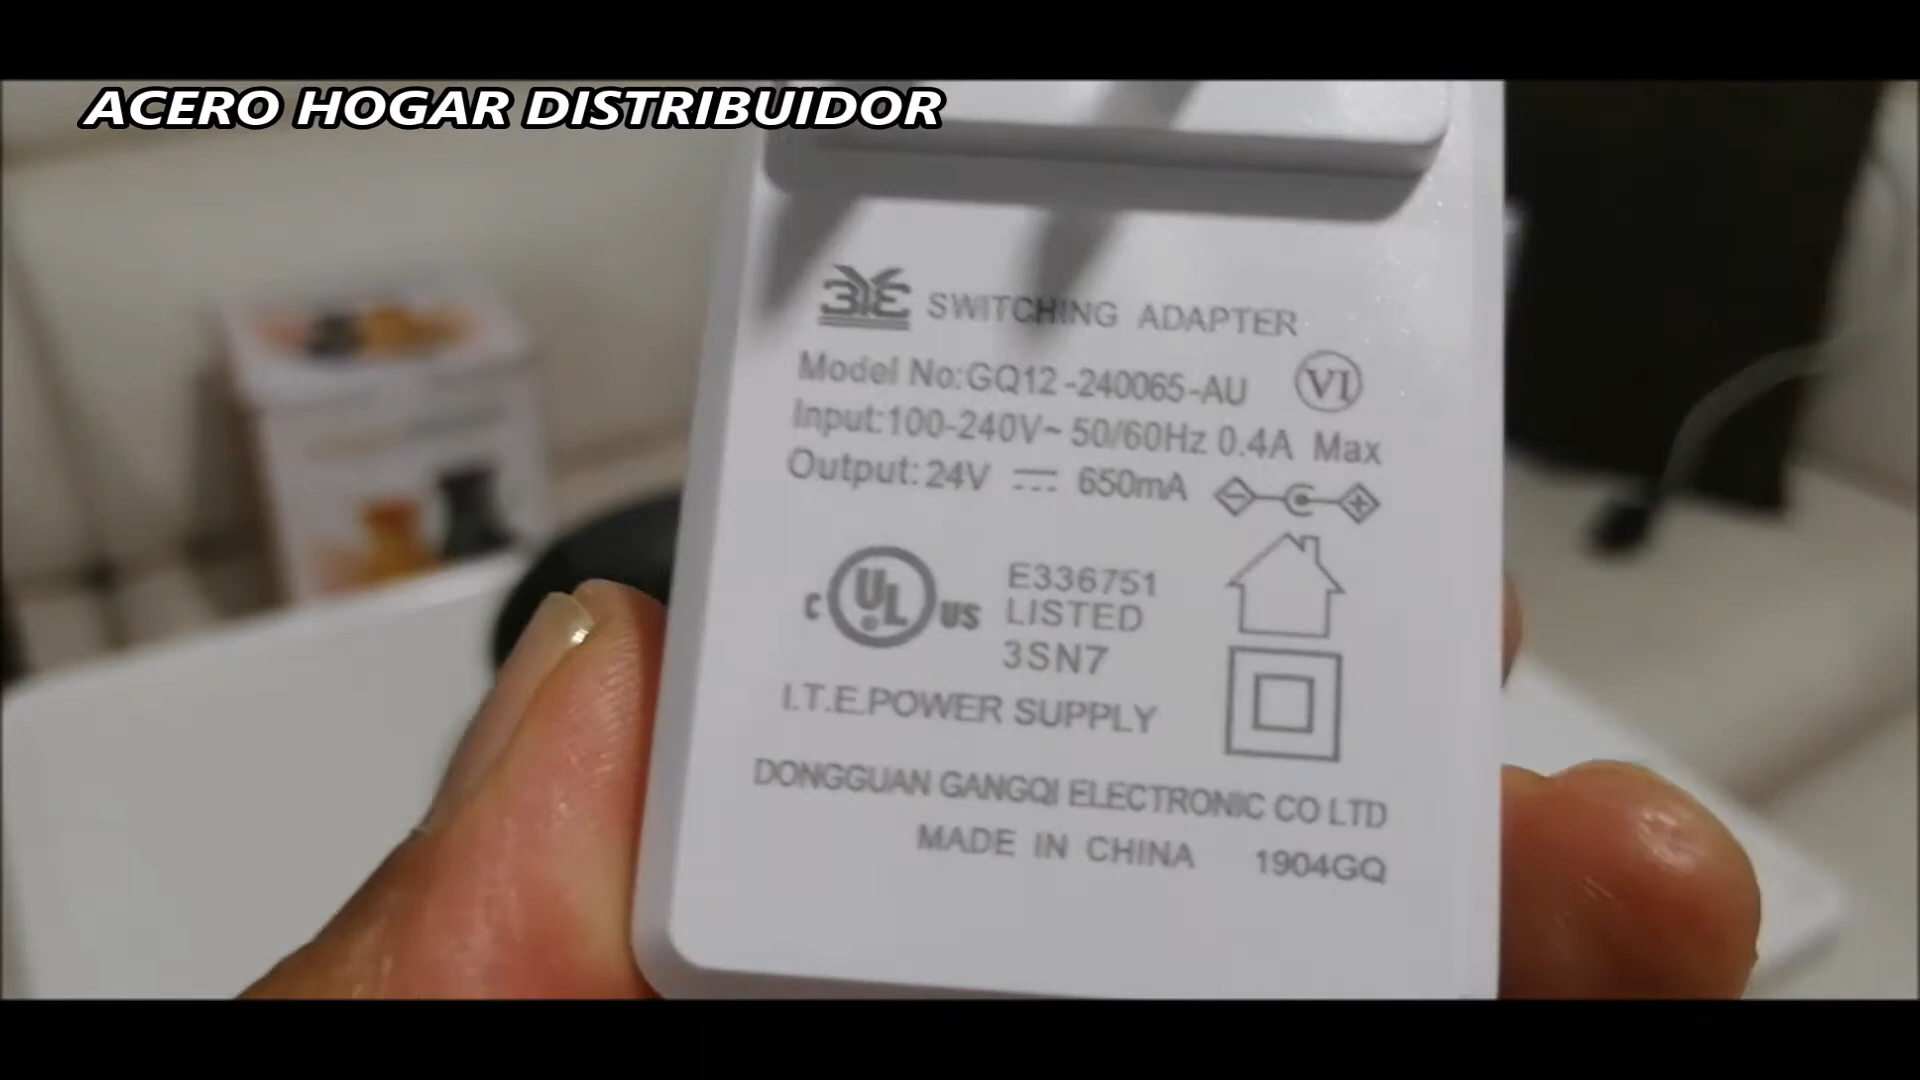 ACERO HOGAR DISTRIBUIDOR
SWITCHING ADAPTER
Model No:GQ12-240065-AU VI
Input:100-240V~ 50/60Hz 0.4A Max
Output:24V 650mA
C UL US
E336751
LISTED
3SN7
I.T.E.POWER SUPPLY
DONGGUAN GANGQI ELECTRONIC CO LTD
MADE IN CHINA 1904GQ